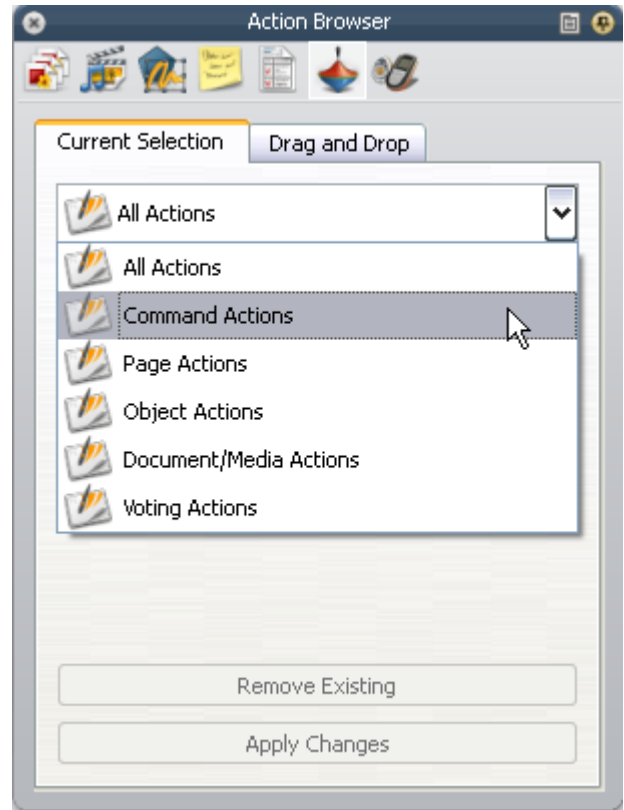 Action Browser
Current Selection
Drag and Drop
All Actions
All Actions
Command Actions
Page Actions
Object Actions
Document/Media Actions
Voting Actions
Remove Existing
Apply Changes